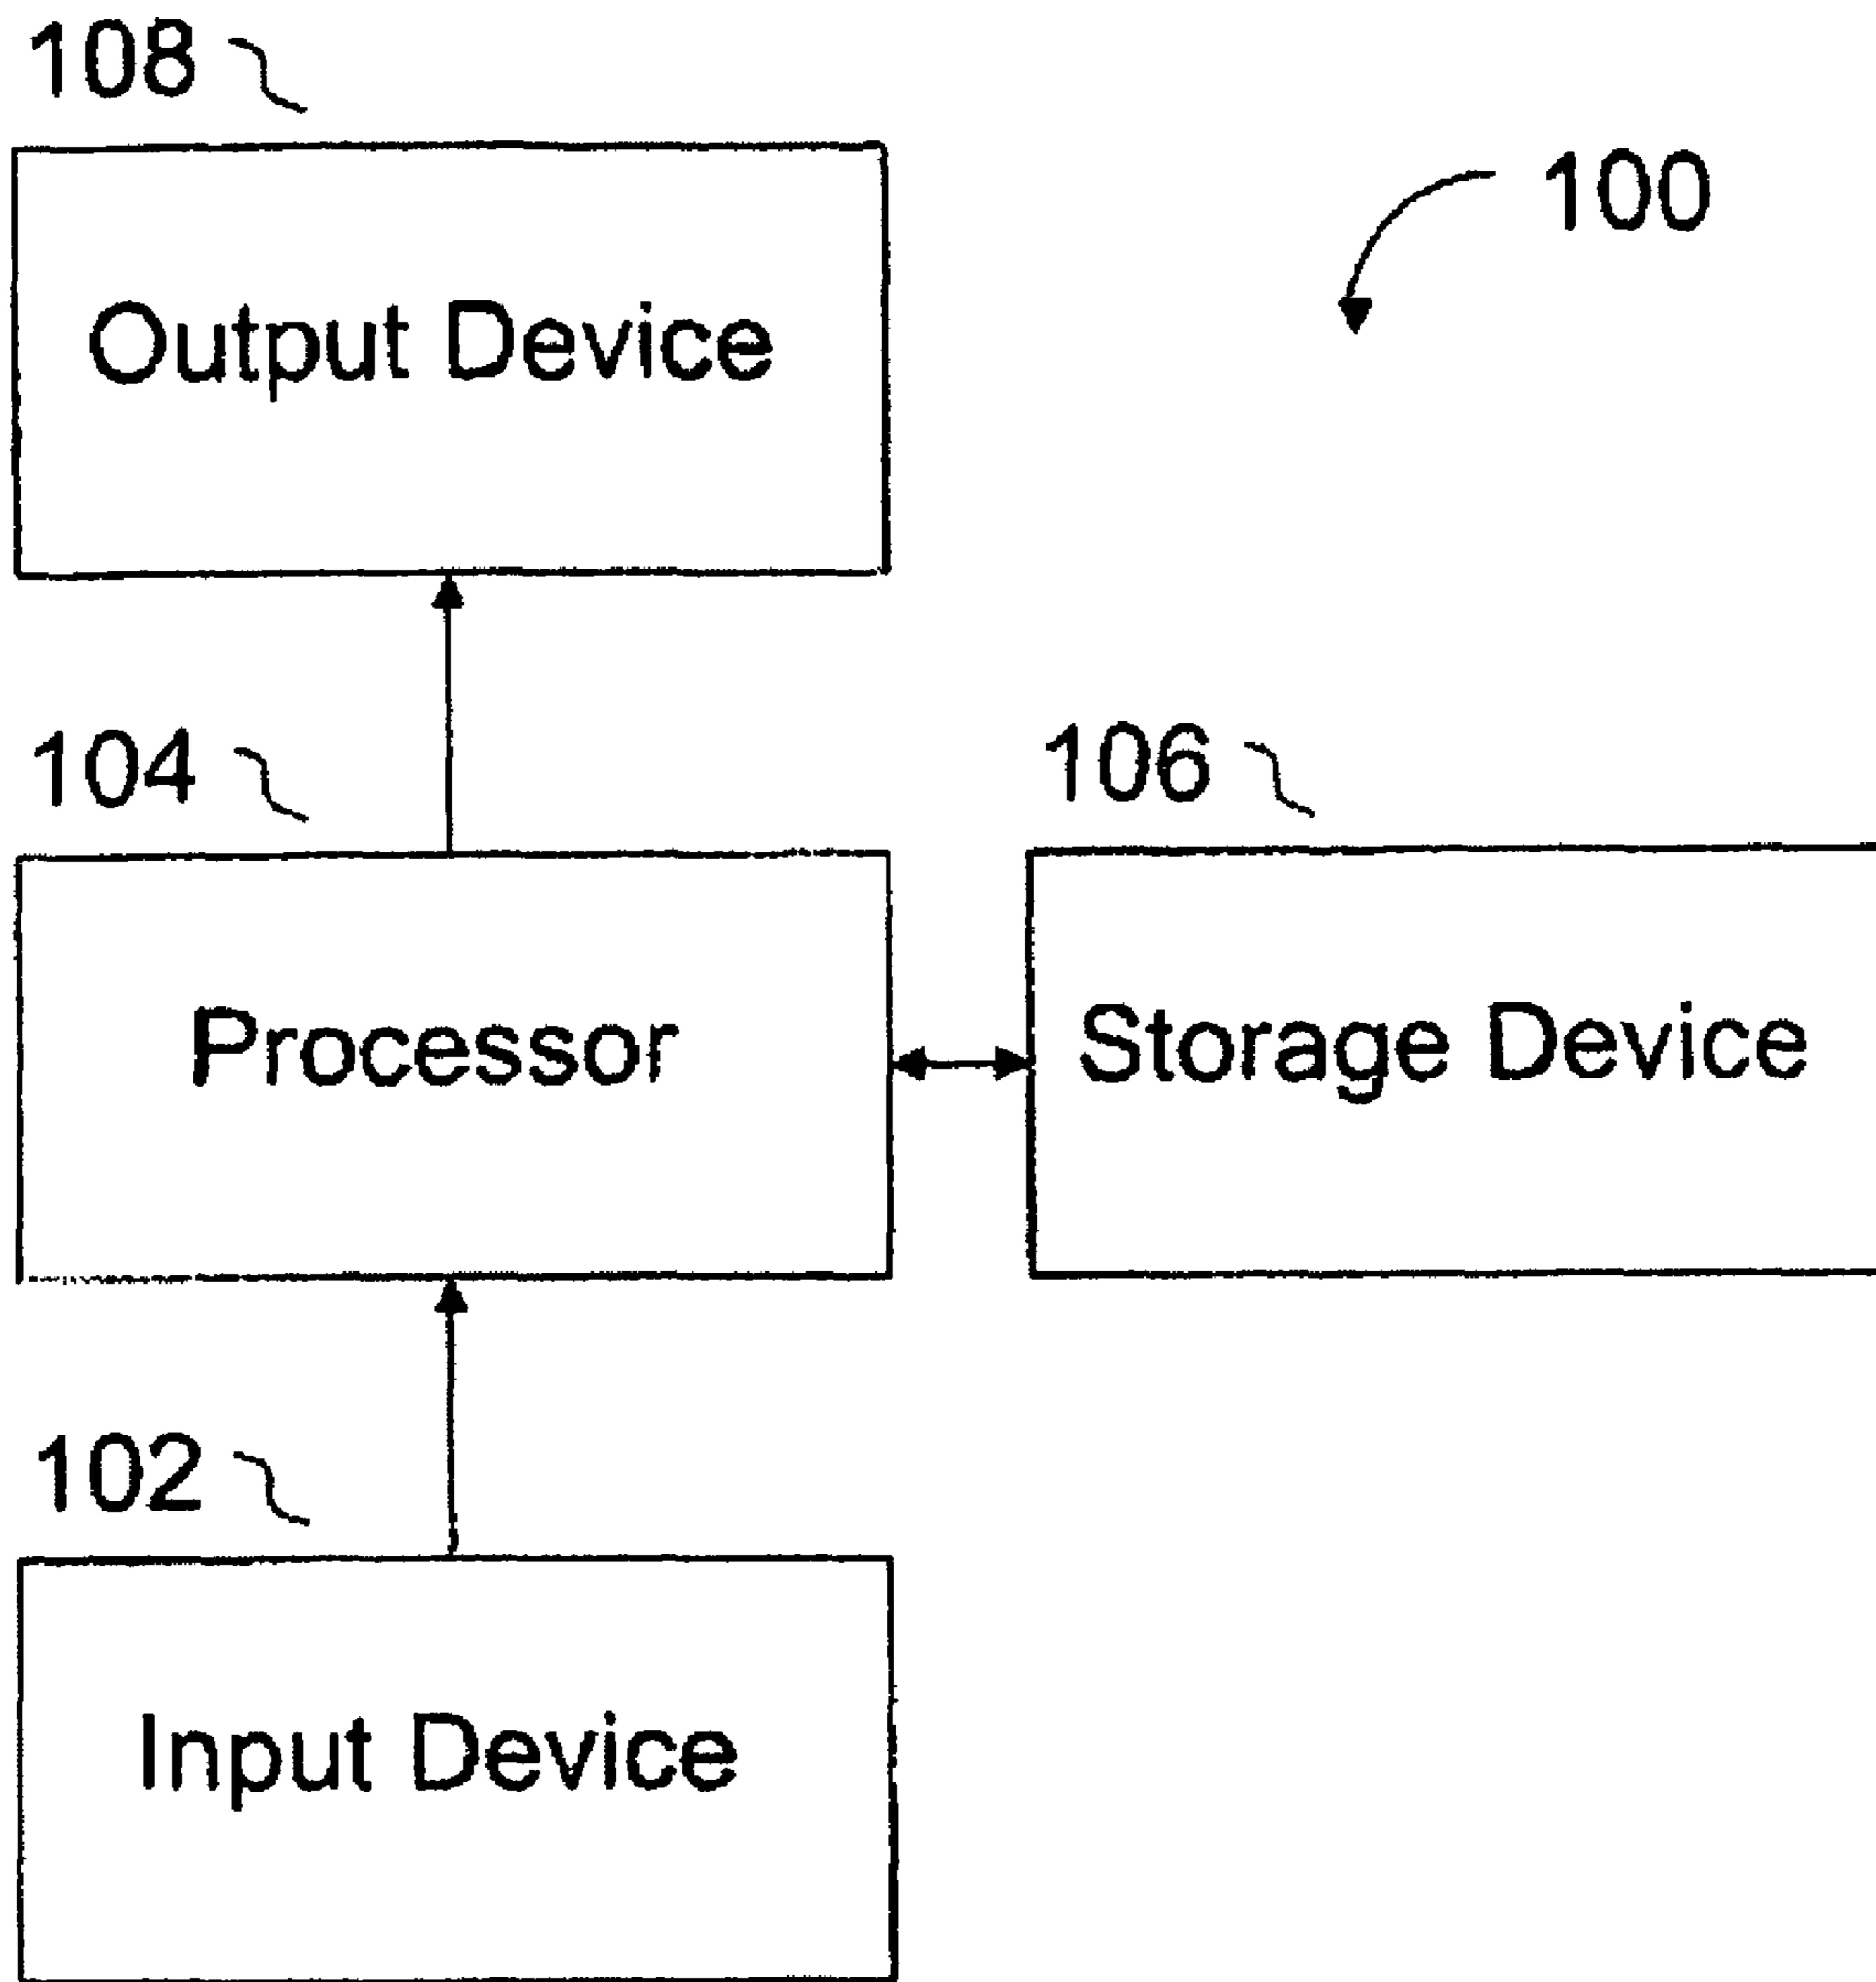 108
100
Output Device
104
106
Processor
Storage Device
102
Input Device